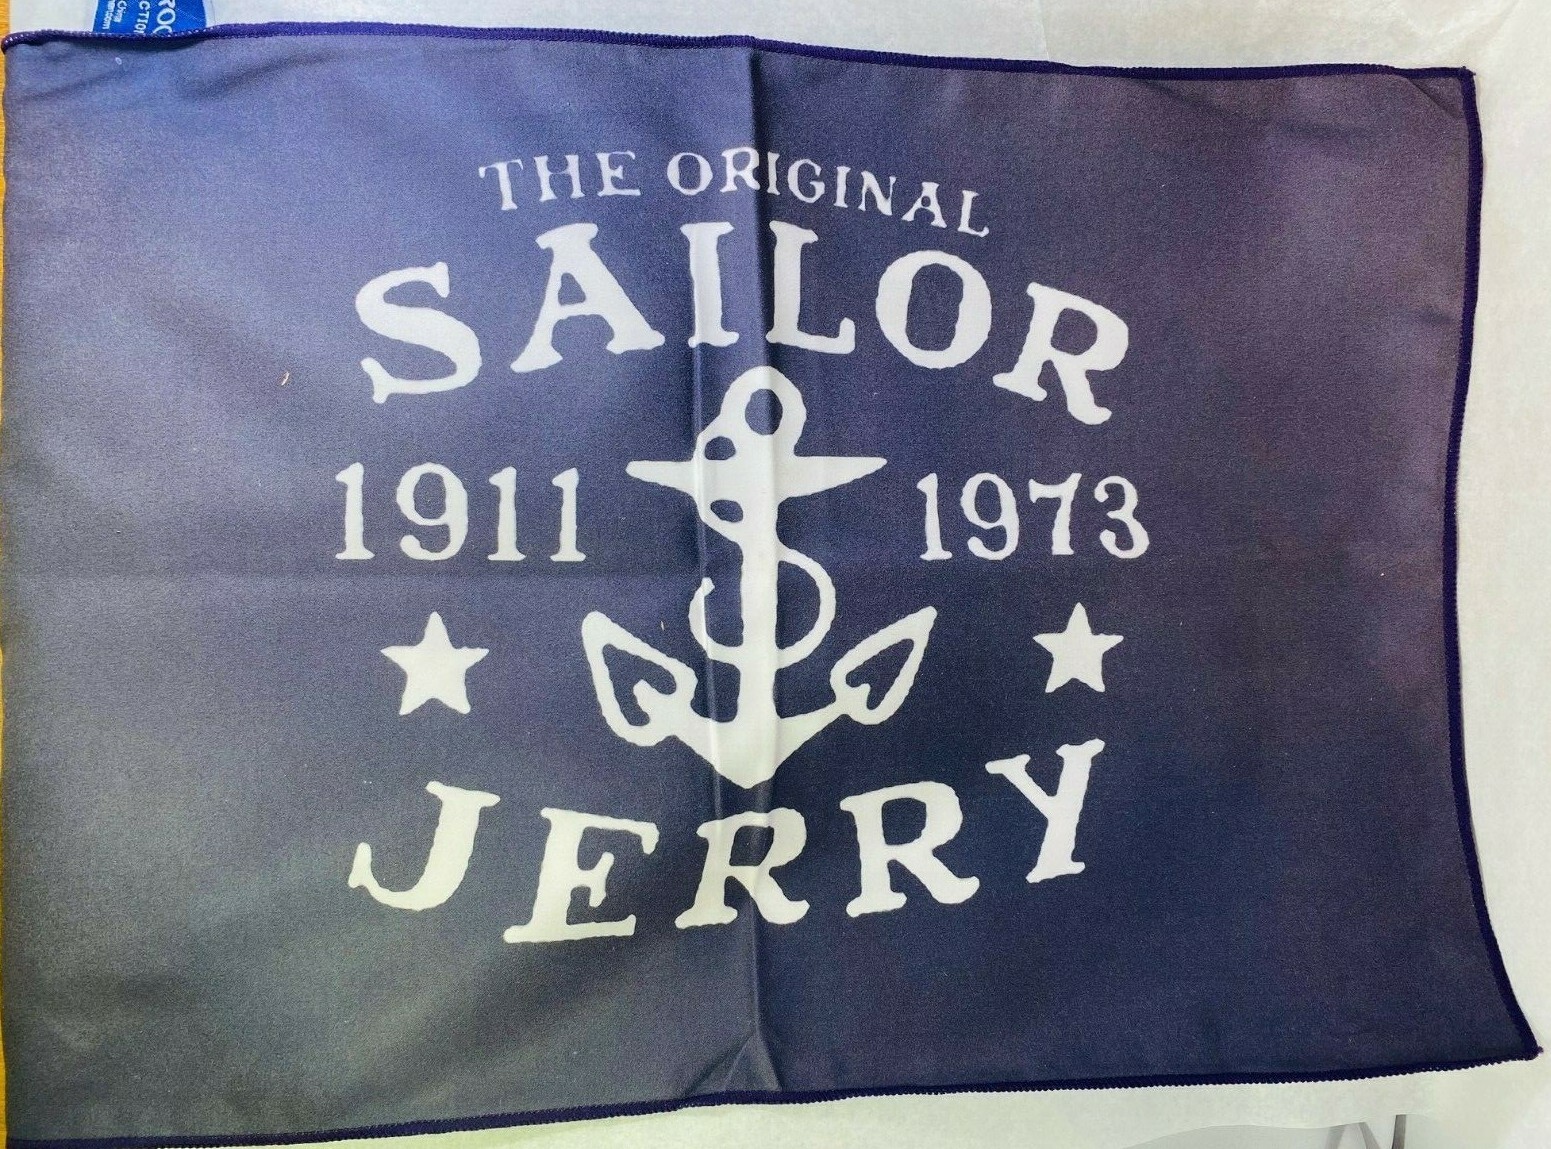 THE ORIGINAL
SAILOR
1911 1973
JERRY